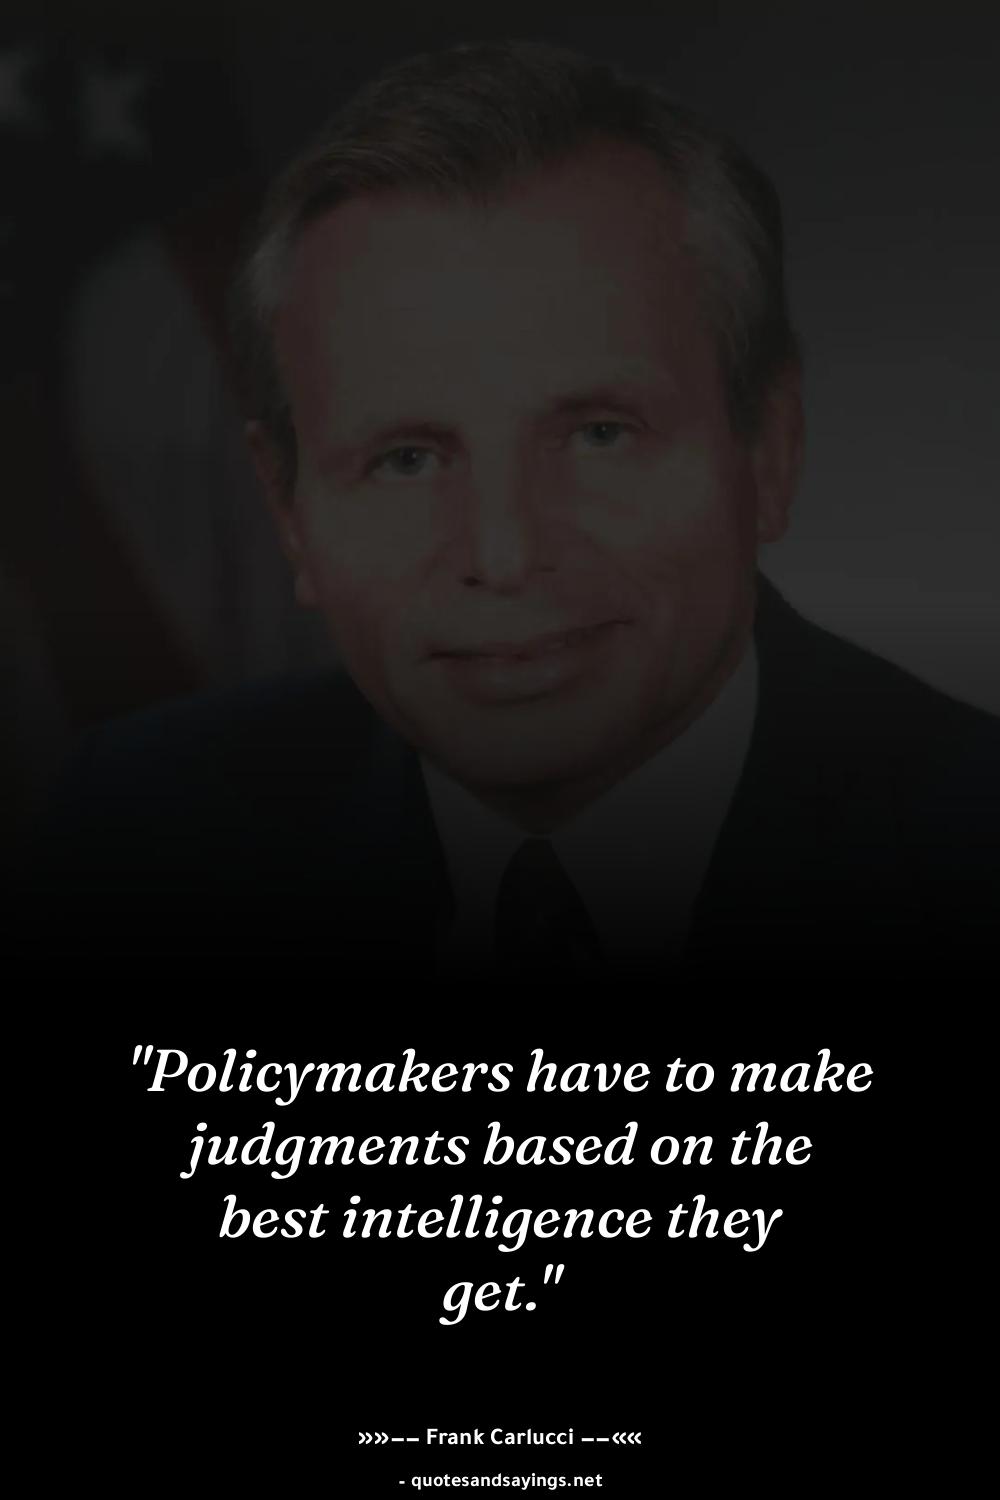 "Policymakers have to make
judgments based on the
best intelligence they
get."
»»–– Frank Carlucci ––««
- quotesandsayings.net